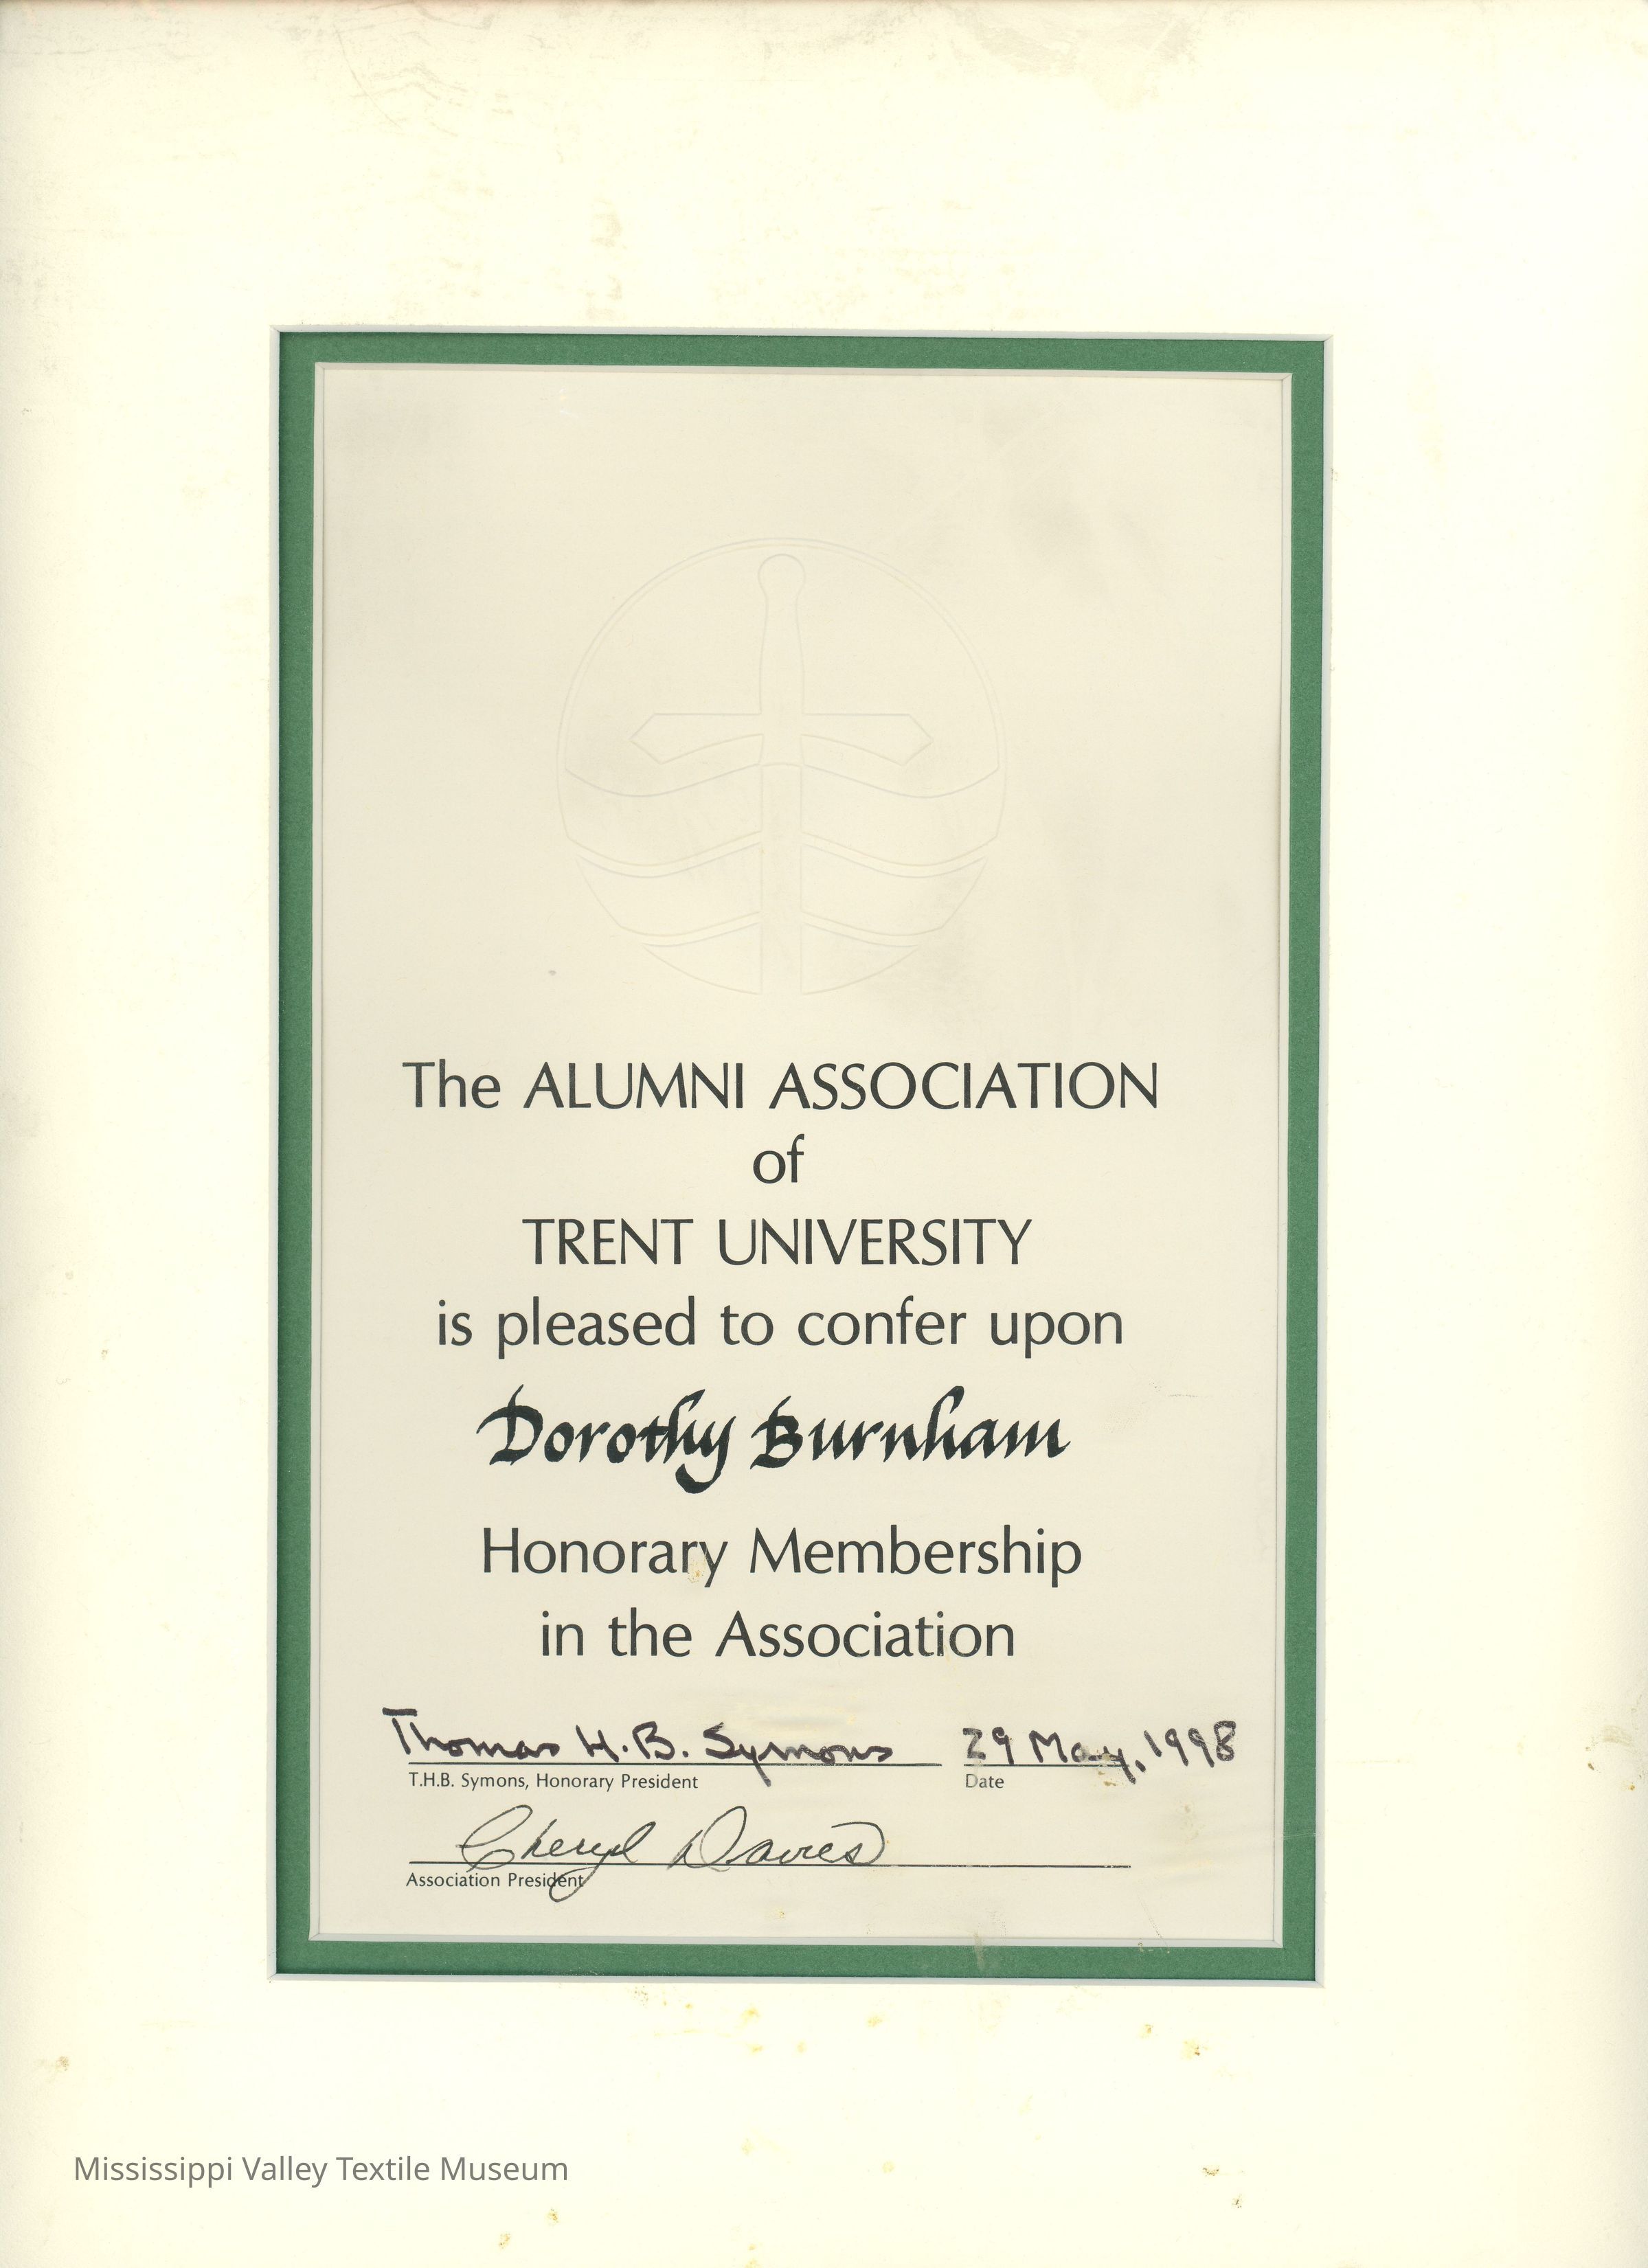 The ALUMNI ASSOCIATION
of
TRENT UNIVERSITY
is pleased to confer upon
Dorothy Burnham
Honorary Membership
in the Association
Thomas H.B. Symons 29 May, 1998
T.H.B. Symons, Honorary President Date
Cheryl Davies
Association President
Mississippi Valley Textile Museum